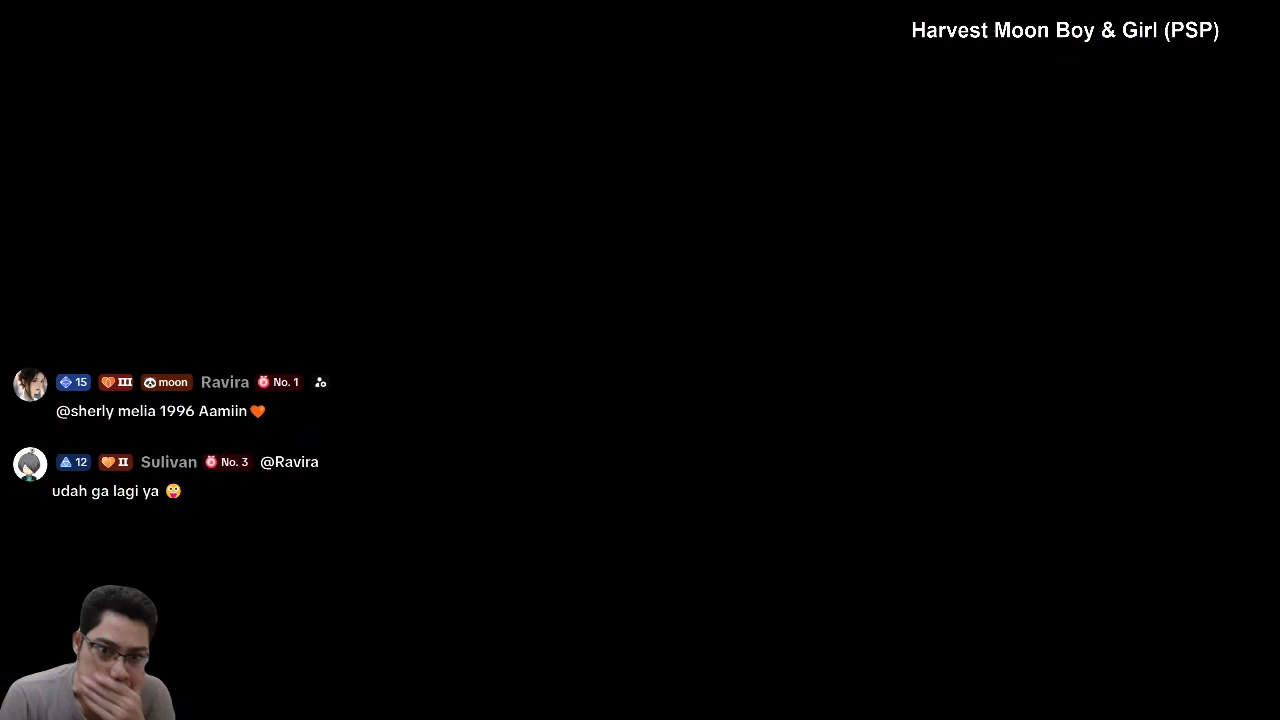 Harvest Moon Boy & Girl (PSP)
15 III moon Ravira No. 1
@sherly melia 1996 Aamiin🧡
12 II Sulivan No. 3 @Ravira
udah ga lagi ya 😜